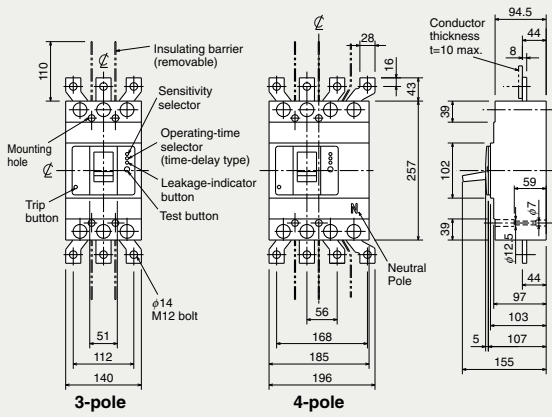 110
℄
Insulating barrier
(removable)
Sensitivity
selector
Operating-time
selector
(time-delay type)
Leakage-indicator
button
Test button
Mounting
hole
℄
Trip
button
φ14
M12 bolt
51
112
140
3-pole
℄
28
16
43
257
N
Neutral
Pole
56
168
185
196
4-pole
Conductor
thickness
t=10 max.
94.5
44
8
39
102
39
59
φ7
φ12.5
44
97
103
5
107
155